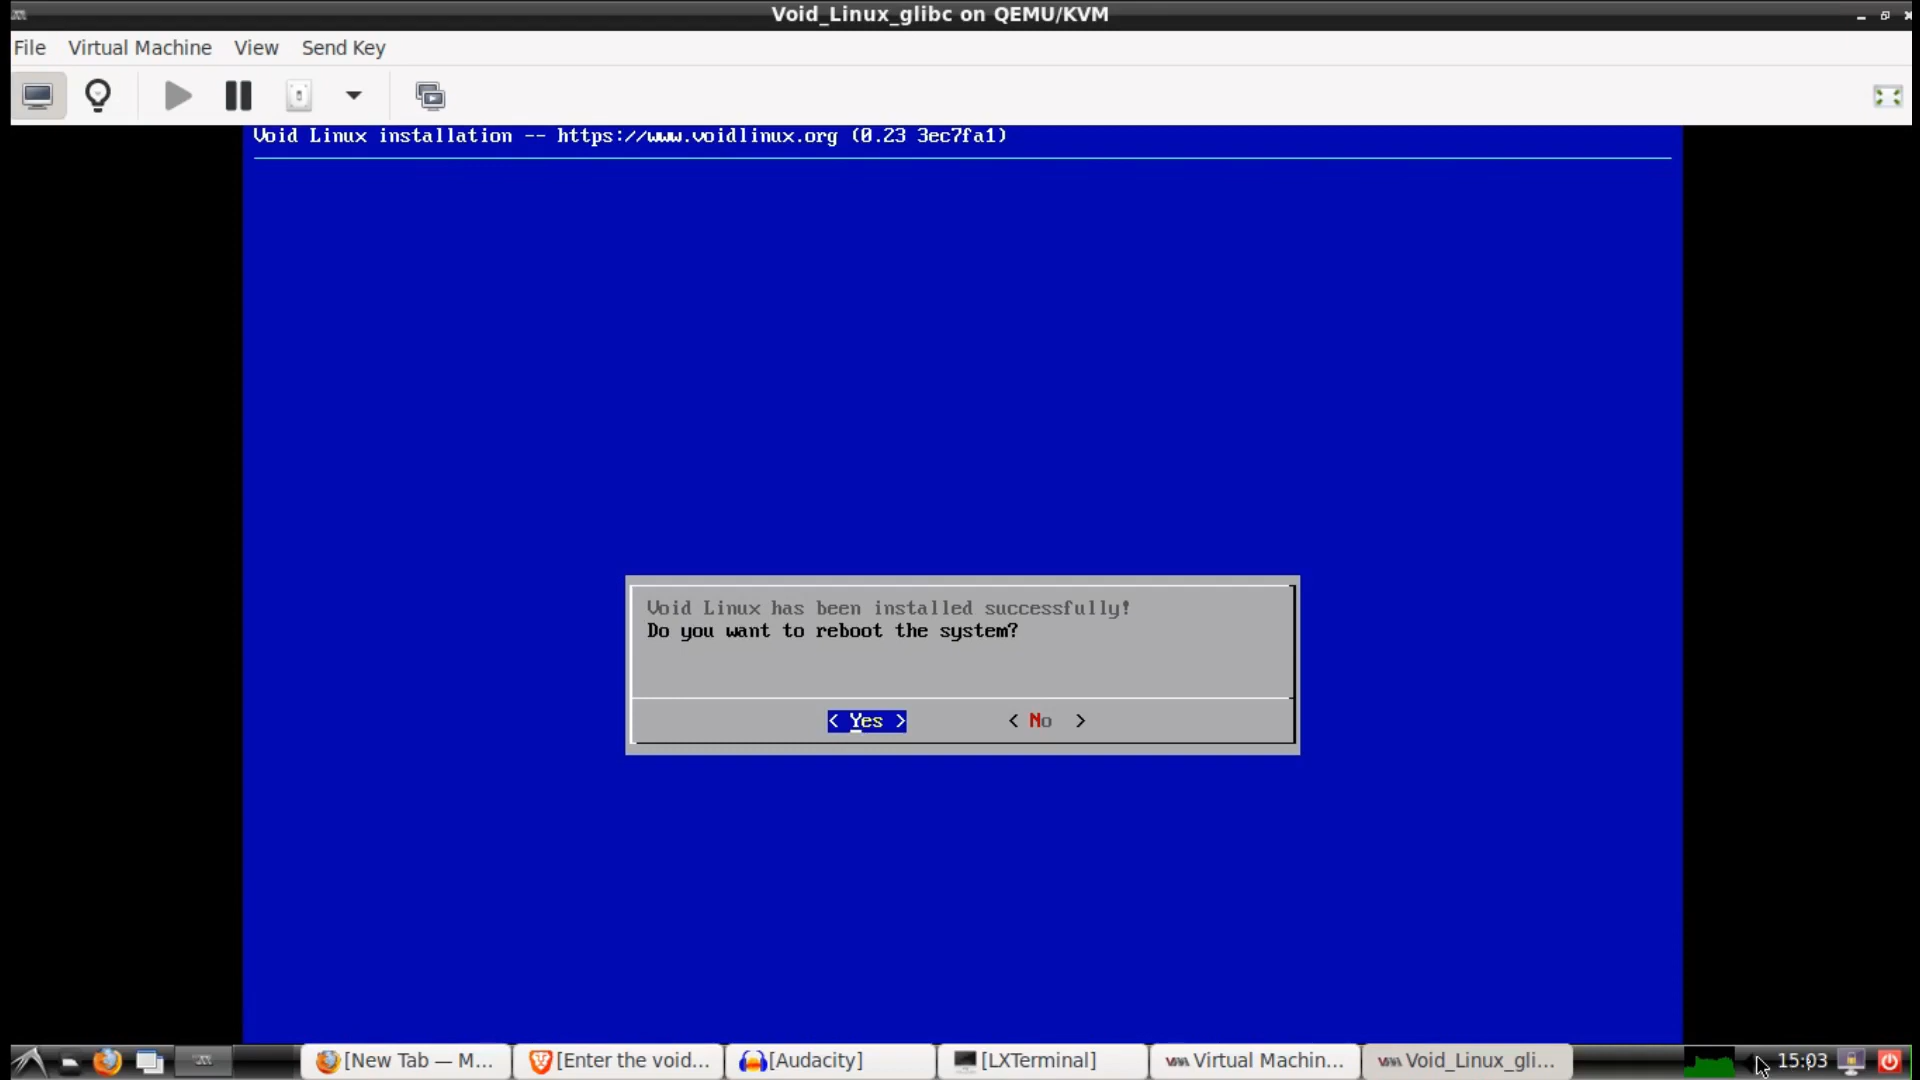 Void_Linux_glibc on QEMU/KVM
File Virtual Machine View Send Key
Void Linux installation -- https://www.voidlinux.org (0.23 3ec7fa1)
Void Linux has been installed successfully!
Do you want to reboot the system?
< Yes > < No >
[New Tab — M... [Enter the void... [Audacity] [LXTerminal] Virtual Machin... Void_Linux_gli... 15:03